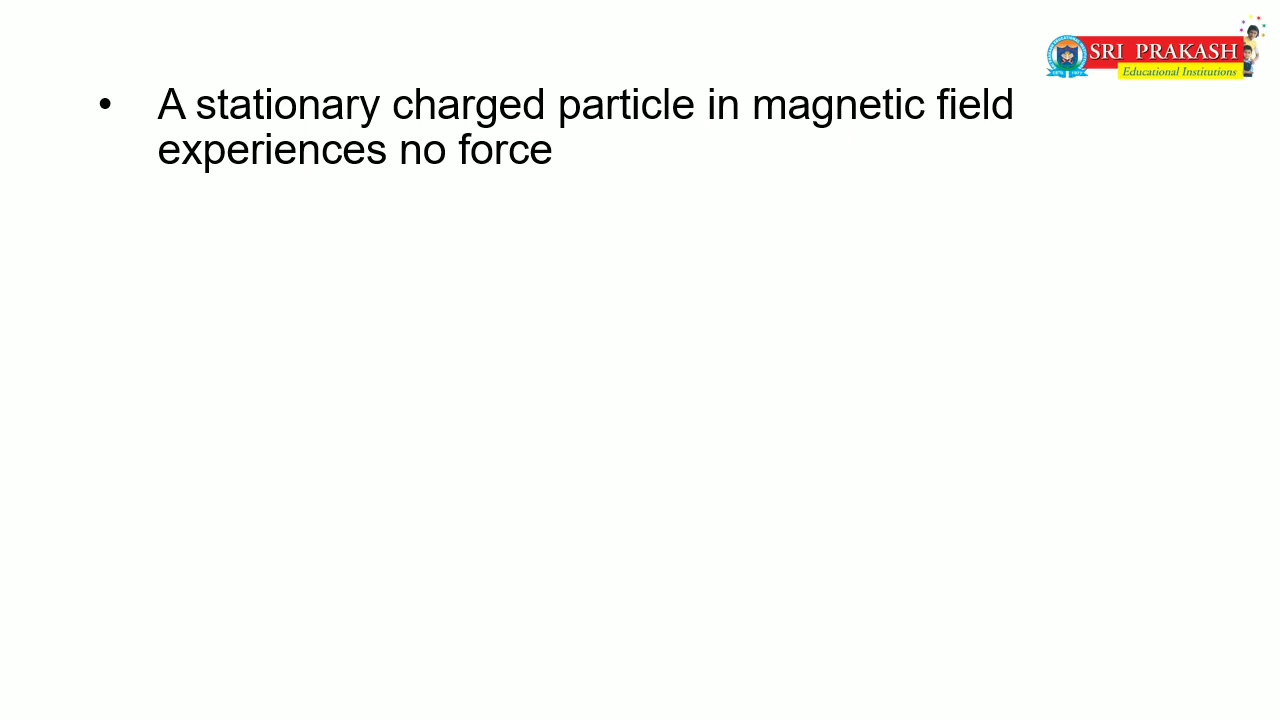 SRI PRAKASH
Educational Institutions
• A stationary charged particle in magnetic field
experiences no force